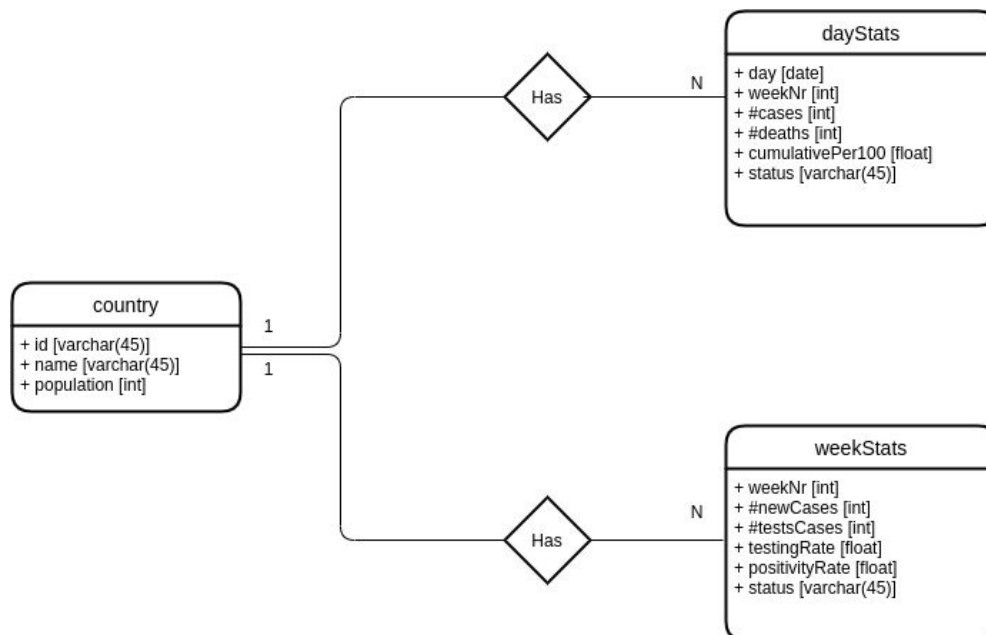 dayStats
+ day [date]
+ weekNr [int]
+ #cases [int]
+ #deaths [int]
+ cumulativePer100 [float]
+ status [varchar(45)]
Has
N
country
+ id [varchar(45)]
+ name [varchar(45)]
+ population [int]
1
1
weekStats
+ weekNr [int]
+ #newCases [int]
+ #testsCases [int]
+ testingRate [float]
+ positivityRate [float]
+ status [varchar(45)]
Has
N